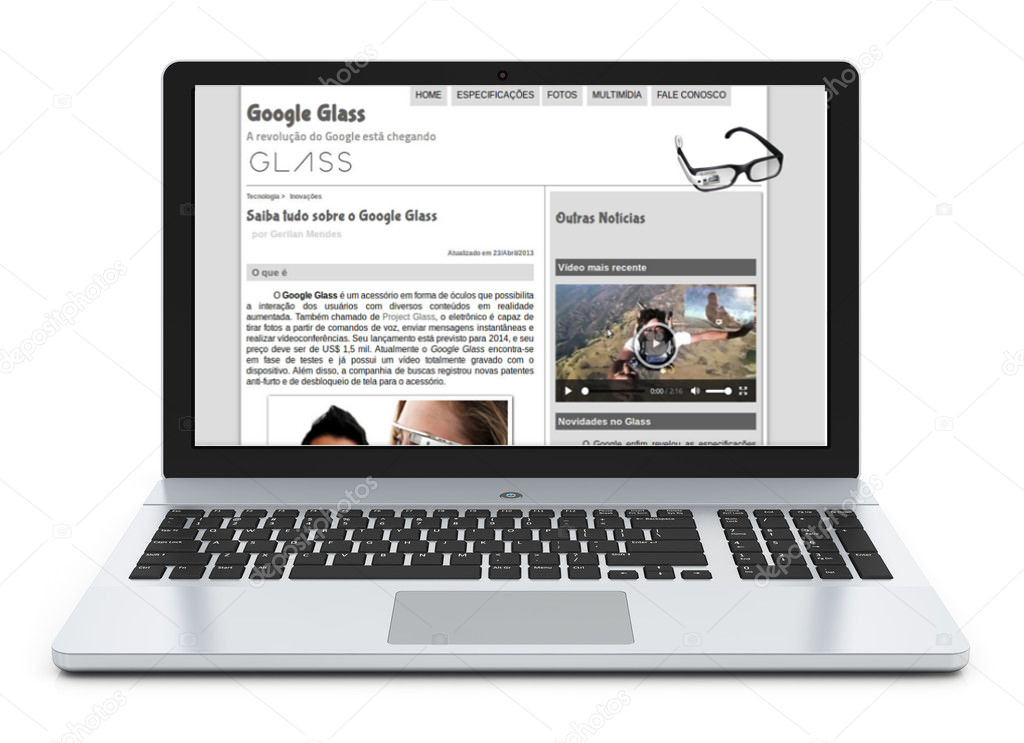 HOME ESPECIFICAÇÕES FOTOS MULTIMÍDIA FALE CONOSCO
Google Glass
A revolução do Google está chegando
GLASS
Tecnologia > Inovações
Saiba tudo sobre o Google Glass
por Gerilan Mendes
Atualizado em 23/Abril/2013
O que é
O Google Glass é um acessório em forma de óculos que possibilita
a interação dos usuários com diversos conteúdos em realidade
aumentada. Também chamado de Project Glass, o eletrônico é capaz de
tirar fotos a partir de comandos de voz, enviar mensagens instantâneas e
realizar videoconferências. Seu lançamento está previsto para 2014, e seu
preço deve ser de US$ 1,5 mil. Atualmente o Google Glass encontra-se
em fase de testes e já possui um vídeo totalmente gravado com o
dispositivo. Além disso, a companhia de buscas registrou novas patentes
anti-furto e de desbloqueio de tela para o acessório.
Outras Notícias
Vídeo mais recente
0:00 / 2:16
Novidades no Glass
O Google enfim revelou as especificações
depositphotos